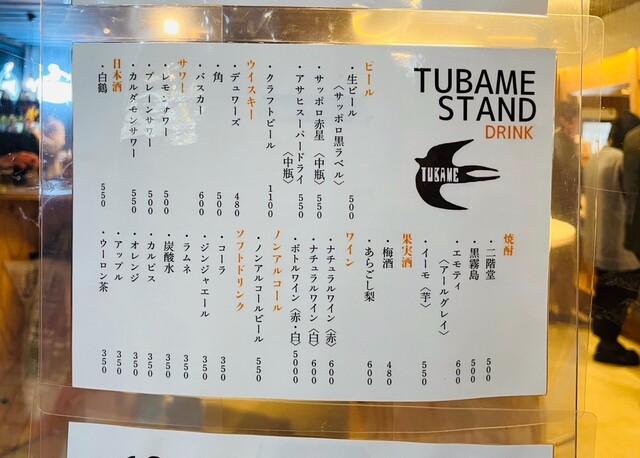 TUBAME
STAND
DRINK
TUBAME
ビール
・生ビール
〈サッポロ黒ラベル〉 500
・サッポロ赤星〈中瓶〉 550
・アサヒスーパードライ
〈中瓶〉 550
・クラフトビール 1100
ウイスキー
・デュワーズ 480
・角 500
・バスカー 600
サワー
・レモンサワー 500
・プレーンサワー 500
・カルダモンサワー 550
日本酒
・白鶴 550
焼酎
・二階堂 500
・黒霧島 500
・エモティ
〈アールグレイ〉 600
・イーモ〈芋〉 550
果実酒
・梅酒 480
・あらごし梨 600
ワイン
・ナチュラルワイン〈赤〉 600
・ナチュラルワイン〈白〉 600
・ボトルワイン〈赤・白〉 5000
ノンアルコール
・ノンアルコールビール 550
ソフトドリンク
・コーラ 350
・ジンジャエール 350
・ラムネ 350
・炭酸水 350
・カルピス 350
・オレンジ 350
・アップル 350
・ウーロン茶 350